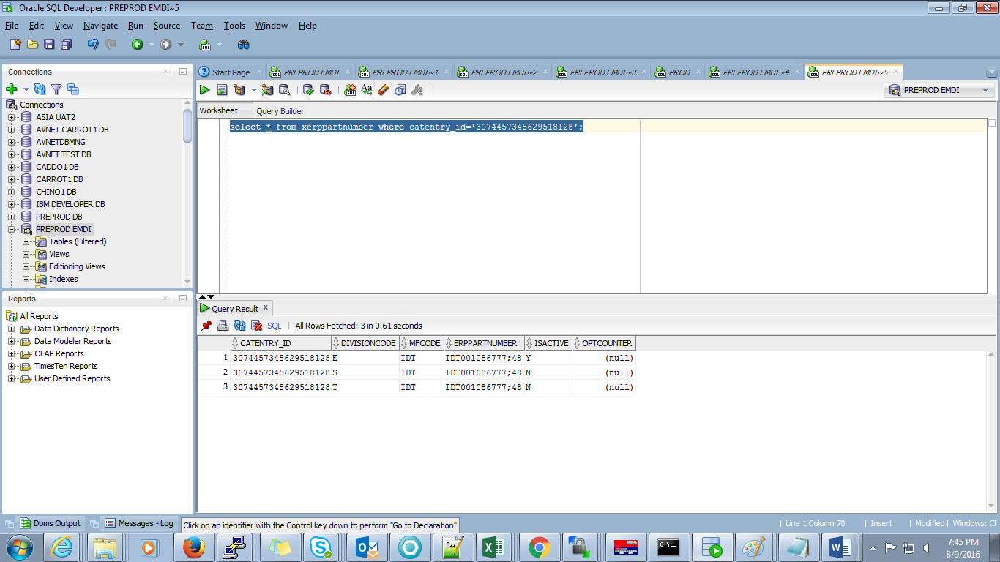 Oracle SQL Developer : PREPROD EMDI~5
File Edit View Navigate Run Source Team Tools Window Help
Connections
Start Page PREPROD EMDI PREPROD EMDI~1 PREPROD EMDI~2 PREPROD EMDI~3 PROD PREPROD EMDI~4 PREPROD EMDI~5
PREPROD EMDI
Connections
ASIA UAT2
AVNET CARROT1 DB
AVNETDBMNG
AVNET TEST DB
CADDO1 DB
CARROT1 DB
CHINO1 DB
IBM DEVELOPER DB
PREPROD DB
PREPROD EMDI
Tables (Filtered)
Views
Editioning Views
Indexes
Worksheet Query Builder
select * from xerppartnumber where catentry_id='3074457345629518128';
Reports
All Reports
Data Dictionary Reports
Data Modeler Reports
OLAP Reports
TimesTen Reports
User Defined Reports
Query Result x
SQL | All Rows Fetched: 3 in 0.61 seconds
CATENTRY_ID DIVISIONCODE MFCODE ERPPARTNUMBER ISACTIVE OPTCOUNTER
1 3074457345629518128 E IDT IDT001086777;48 Y (null)
2 3074457345629518128 S IDT IDT001086777;48 N (null)
3 3074457345629518128 T IDT IDT001086777;48 N (null)
Dbms Output Messages - Log
Click on an identifier with the Control key down to perform "Go to Declaration"
| Line 1 Column 70 | Insert | Modified | Windows: CF
7:45 PM
8/9/2016